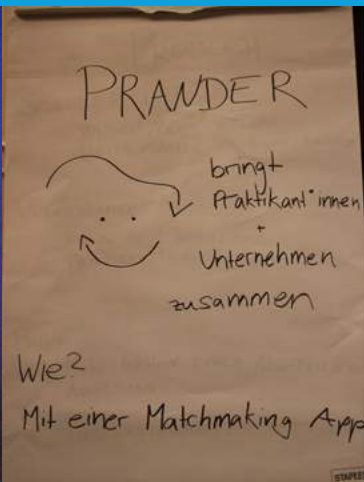 PRANDER
bringt
Praktikant*innen
+
Unternehmen
zusammen
Wie?
Mit einer Matchmaking App